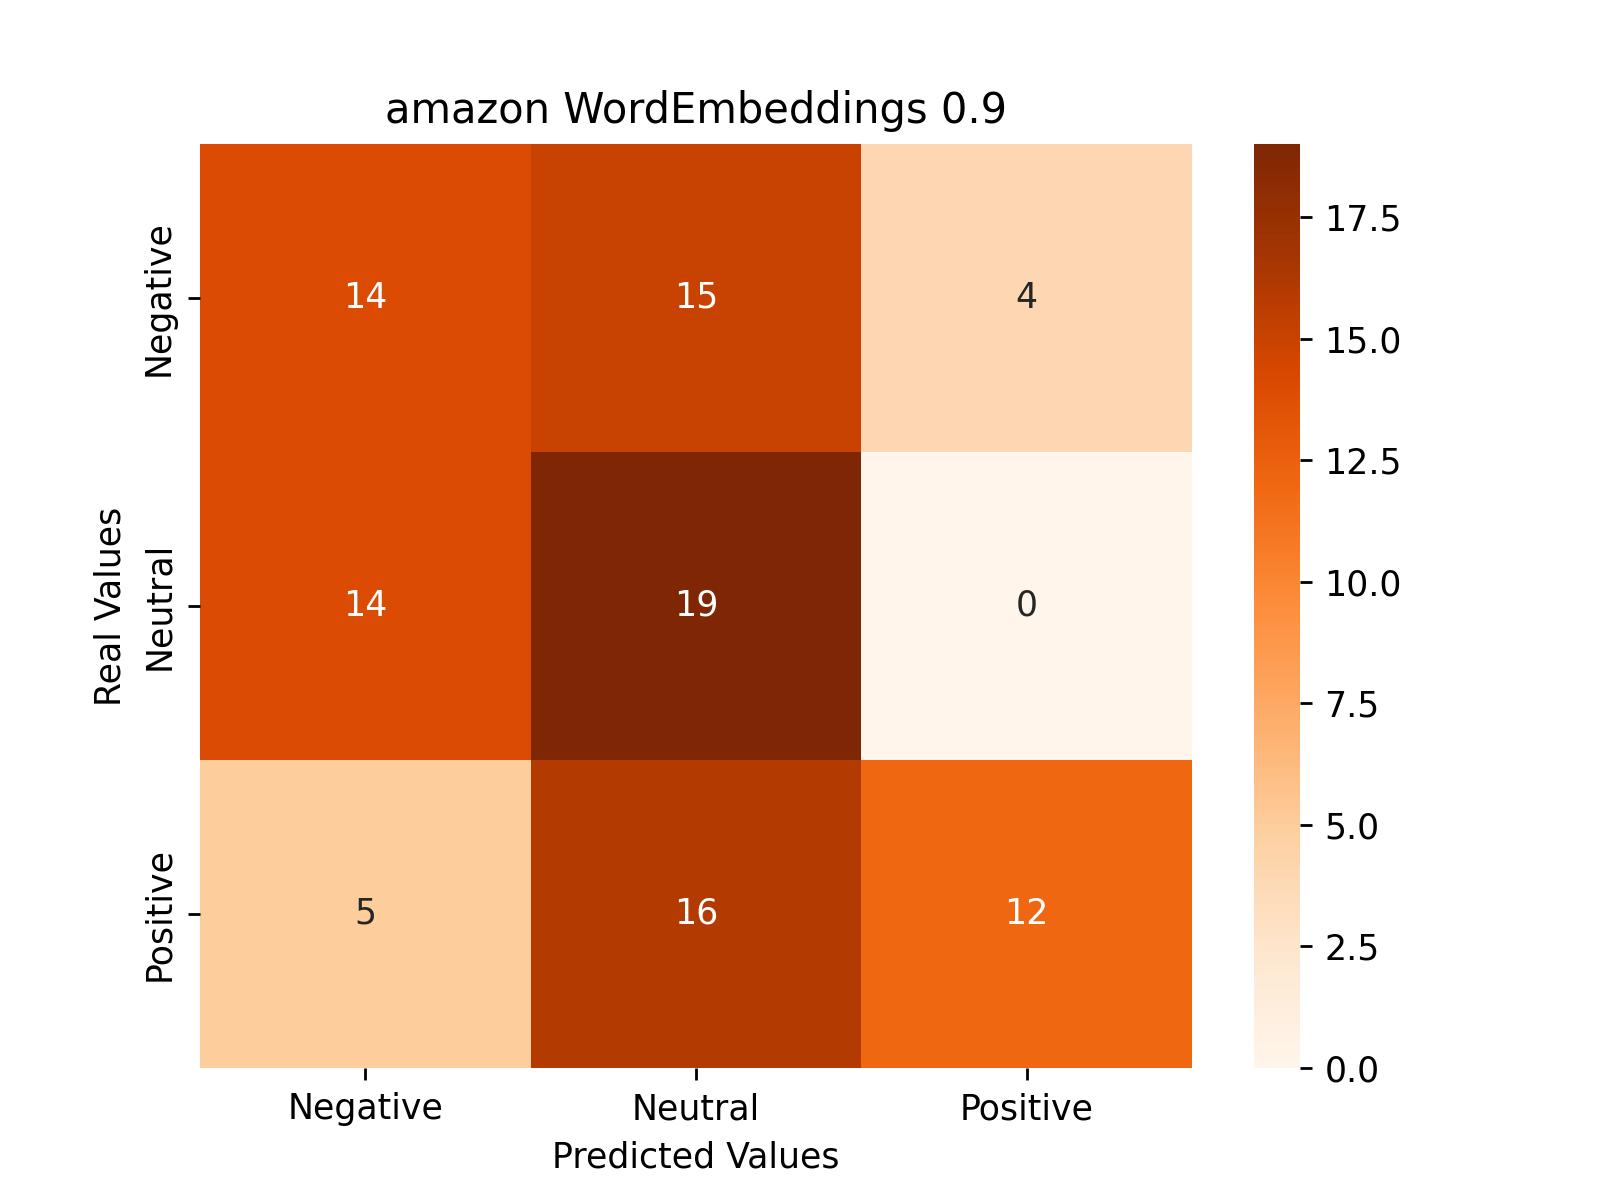 amazon WordEmbeddings 0.9
Real Values
Negative
14 15 4
Neutral
14 19 0
Positive
5 16 12
Negative Neutral Positive
Predicted Values
17.5
15.0
12.5
10.0
7.5
5.0
2.5
0.0